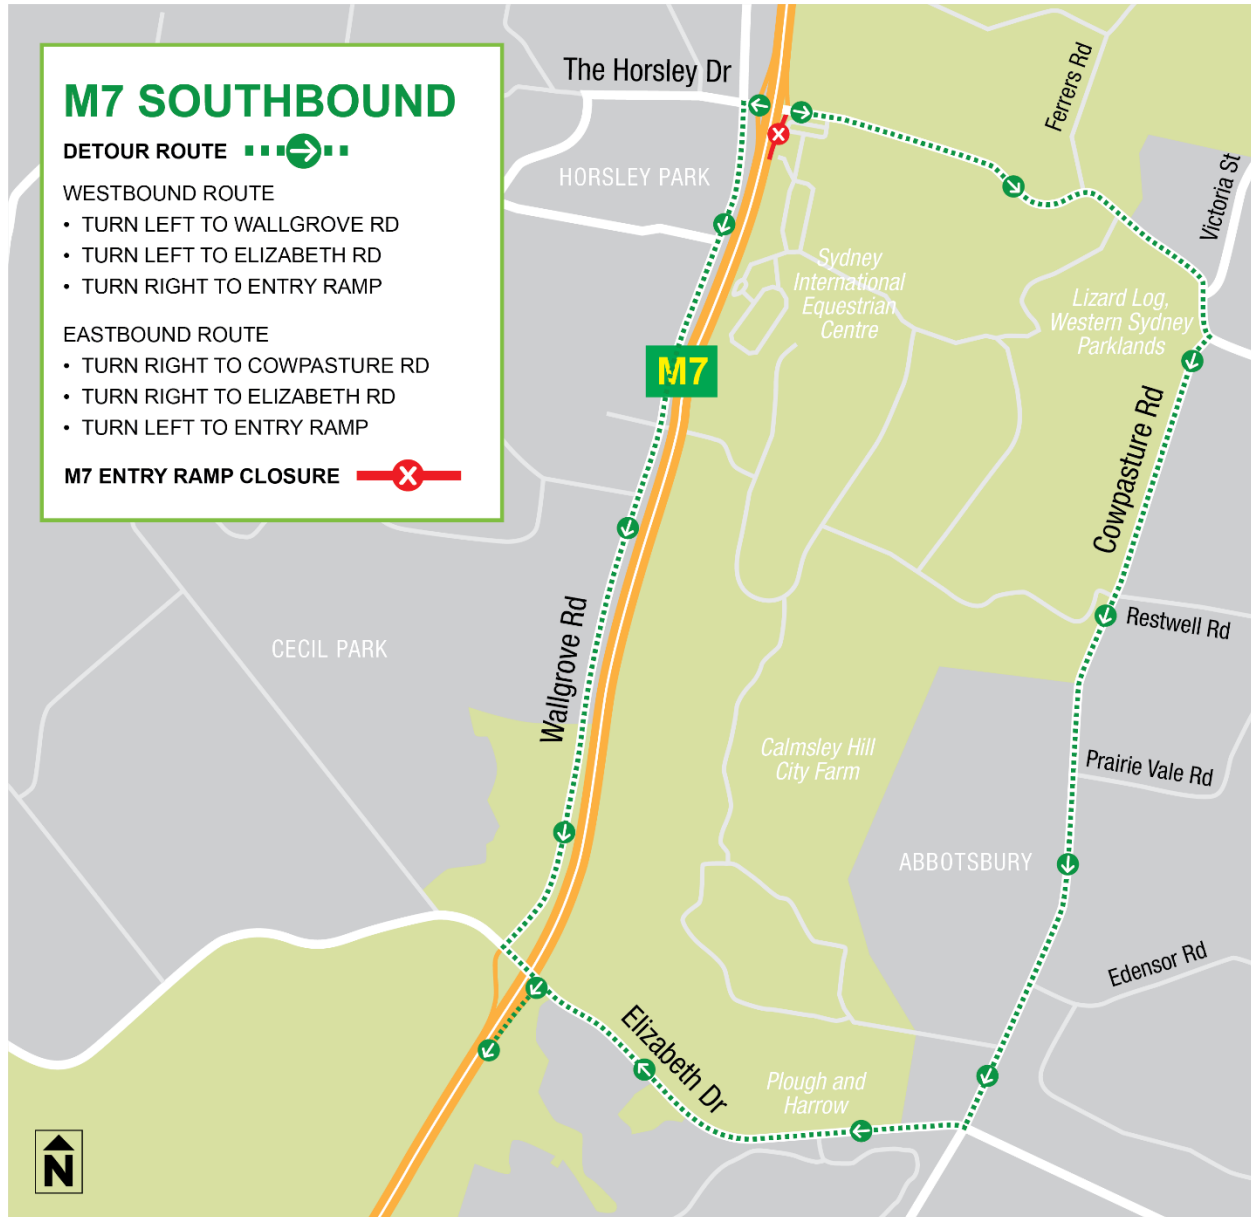 M7 SOUTHBOUND
DETOUR ROUTE
WESTBOUND ROUTE
• TURN LEFT TO WALLGROVE RD
• TURN LEFT TO ELIZABETH RD
• TURN RIGHT TO ENTRY RAMP
EASTBOUND ROUTE
• TURN RIGHT TO COWPASTURE RD
• TURN RIGHT TO ELIZABETH RD
• TURN LEFT TO ENTRY RAMP
M7 ENTRY RAMP CLOSURE
The Horsley Dr
Ferrers Rd
Victoria St
HORSLEY PARK
Sydney
International
Equestrian
Centre
Lizard Log,
Western Sydney
Parklands
M7
Cowpasture Rd
Restwell Rd
Wallgrove Rd
CECIL PARK
Calmsley Hill
City Farm
Prairie Vale Rd
ABBOTSBURY
Edensor Rd
Elizabeth Dr
Plough and
Harrow
N